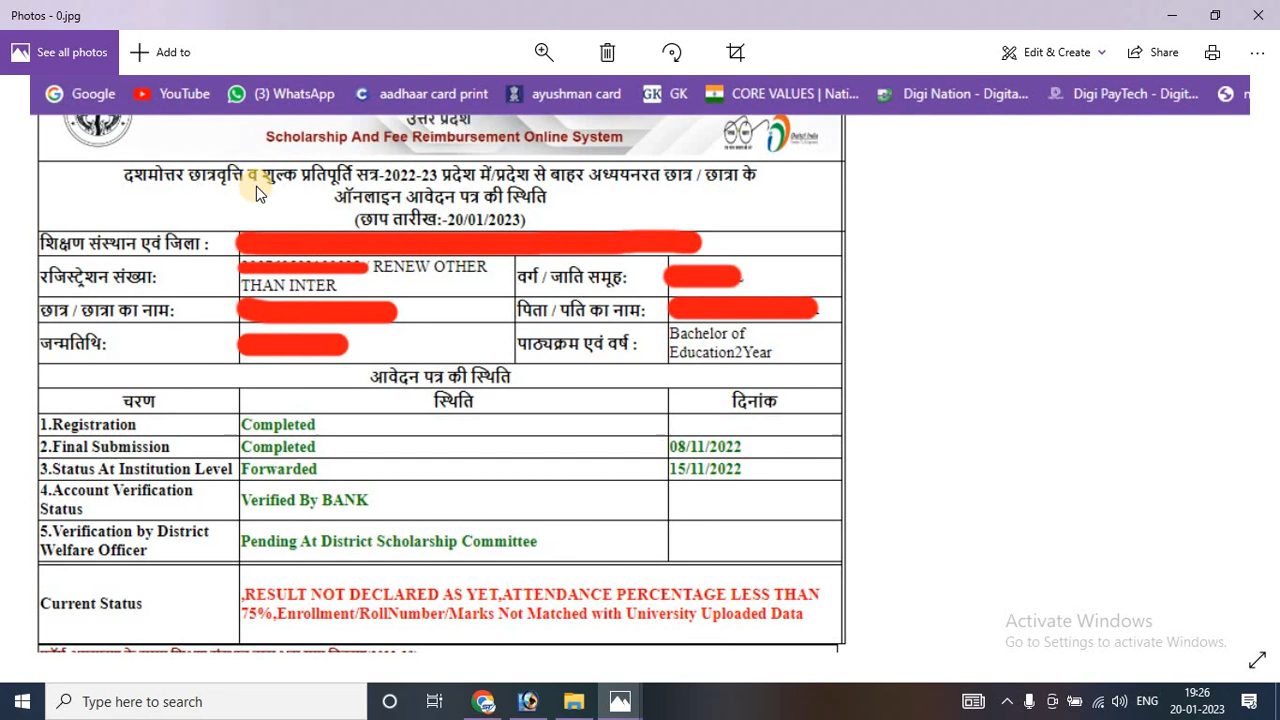 Photos - 0.jpg
See all photos Add to Edit & Create Share
Google YouTube (3) WhatsApp aadhaar card print ayushman card GK GK CORE VALUES | Nati... Digi Nation - Digita... Digi PayTech - Digit...
उत्तर प्रदेश
Scholarship And Fee Reimbursement Online System
दशमोत्तर छात्रवृत्ति व शुल्क प्रतिपूर्ति सत्र-2022-23 प्रदेश में/प्रदेश से बाहर अध्ययनरत छात्र / छात्रा के
ऑनलाइन आवेदन पत्र की स्थिति
(छाप तारीख:-20/01/2023)
शिक्षण संस्थान एवं जिला :
रजिस्ट्रेशन संख्या: / RENEW OTHER THAN INTER वर्ग / जाति समूह:
छात्र / छात्रा का नाम: पिता / पति का नाम:
जन्मतिथि: पाठ्यक्रम एवं वर्ष : Bachelor of Education2Year
आवेदन पत्र की स्थिति
चरण स्थिति दिनांक
1.Registration Completed
2.Final Submission Completed 08/11/2022
3.Status At Institution Level Forwarded 15/11/2022
4.Account Verification Status Verified By BANK
5.Verification by District Welfare Officer Pending At District Scholarship Committee
Current Status ,RESULT NOT DECLARED AS YET,ATTENDANCE PERCENTAGE LESS THAN
75%,Enrollment/RollNumber/Marks Not Matched with University Uploaded Data
Activate Windows
Go to Settings to activate Windows.
Type here to search ENG 19:26
20-01-2023